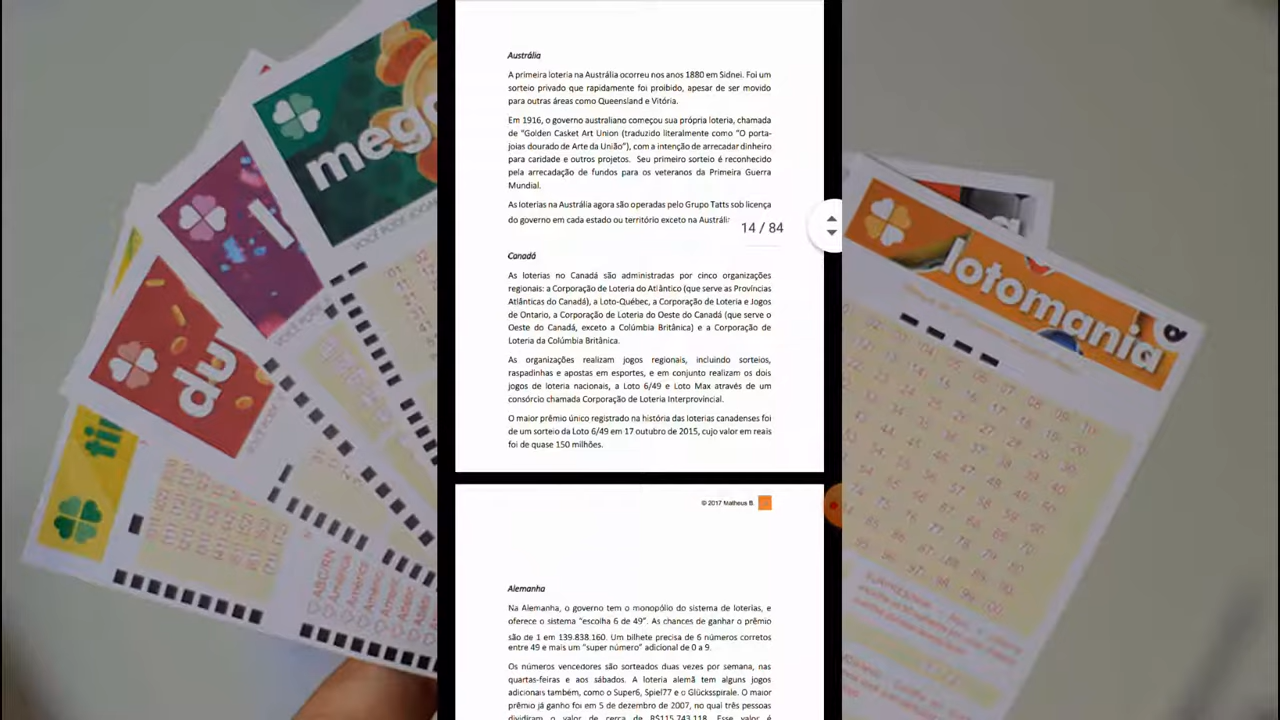 Austrália
A primeira loteria na Austrália ocorreu nos anos 1880 em Sidnei. Foi um
sorteio privado que rapidamente foi proibido, apesar de ser movido
para outras áreas como Queensland e Vitória.
Em 1916, o governo australiano começou sua própria loteria, chamada
de "Golden Casket Art Union (traduzido literalmente como "O porta-
joias dourado de Arte da União"), com a intenção de arrecadar dinheiro
para caridade e outros projetos. Seu primeiro sorteio é reconhecido
pela arrecadação de fundos para os veteranos da Primeira Guerra
Mundial.
As loterias na Austrália agora são operadas pelo Grupo Tatts sob licença
do governo em cada estado ou território exceto na
14 / 84
Canadá
As loterias no Canadá são administradas por cinco organizações
regionais: a Corporação de Loteria do Atlântico (que serve as Províncias
Atlânticas do Canadá), a Loto-Québec, a Corporação de Loteria e Jogos
de Ontario, a Corporação de Loteria do Oeste do Canadá (que serve o
Oeste do Canadá, exceto a Colúmbia Britânica) e a Corporação de
Loteria da Colúmbia Britânica.
As organizações realizam jogos regionais, incluindo sorteios,
raspadinhas e apostas em esportes, e em conjunto realizam os dois
jogos de loteria nacionais, a Loto 6/49 e Loto Max através de um
consórcio chamada Corporação de Loteria Interprovincial.
O maior prêmio único registrado na história das loterias canadenses foi
de um sorteio da Loto 6/49 em 17 outubro de 2015, cujo valor em reais
foi de quase 150 milhões.
© 2017 Matheus B.
Alemanha
Na Alemanha, o governo tem o monopólio do sistema de loterias, e
oferece o sistema "escolha 6 de 49". As chances de ganhar o prêmio
são de 1 em 139.838.160. Um bilhete precisa de 6 números corretos
entre 49 e mais um "super número" adicional de 0 a 9.
Os números vencedores são sorteados duas vezes por semana, nas
quartas-feiras e aos sábados. A loteria alemã tem alguns jogos
adicionais também, como o Super6, Spiel77 e o Glücksspirale. O maior
prêmio já ganho foi em 5 de dezembro de 2007, no qual três pessoas
dividiram o valor de cerca de R$115.743.118. Esse valor é
mega
du
lotomania